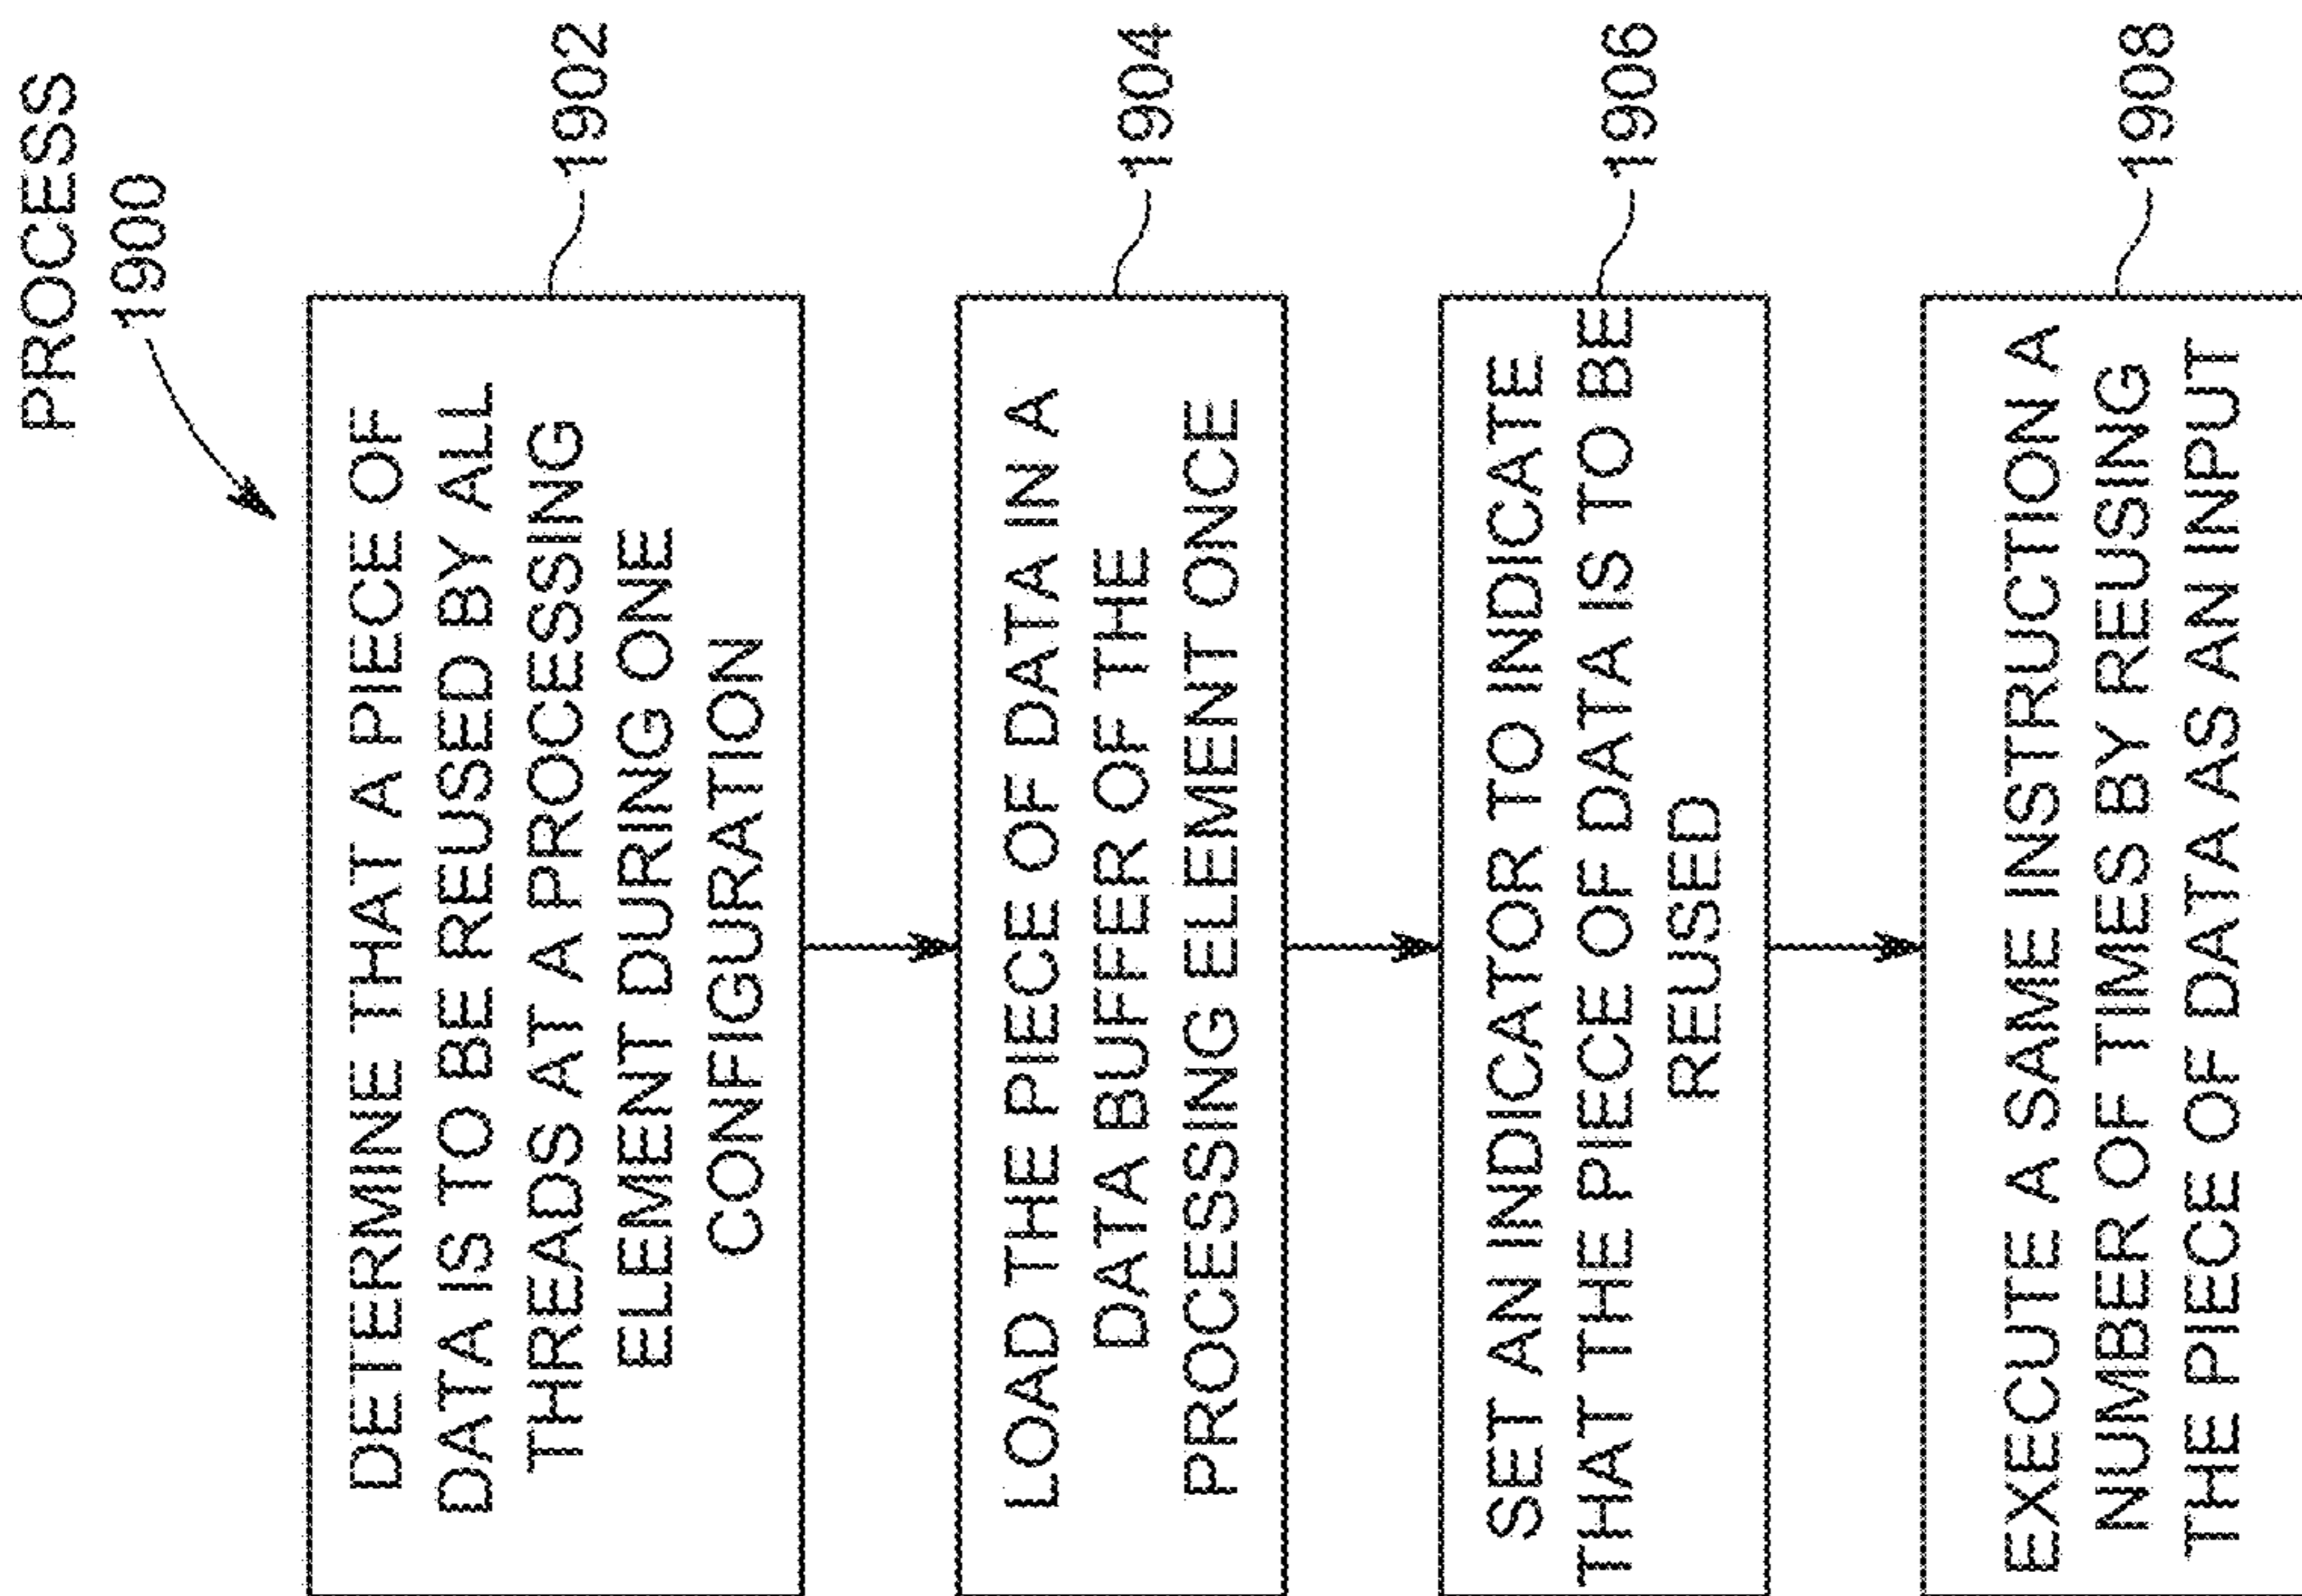 PROCESS
1900
DETERMINE THAT A PIECE OF
DATA IS TO BE REUSED BY ALL
THREADS AT A PROCESSING
ELEMENT DURING ONE
CONFIGURATION
1902
LOAD THE PIECE OF DATA IN A
DATA BUFFER OF THE
PROCESSING ELEMENT ONCE
1904
SET AN INDICATOR TO INDICATE
THAT THE PIECE OF DATA IS TO BE
REUSED
1906
EXECUTE A SAME INSTRUCTION A
NUMBER OF TIMES BY REUSING
THE PIECE OF DATA AS AN INPUT
1908